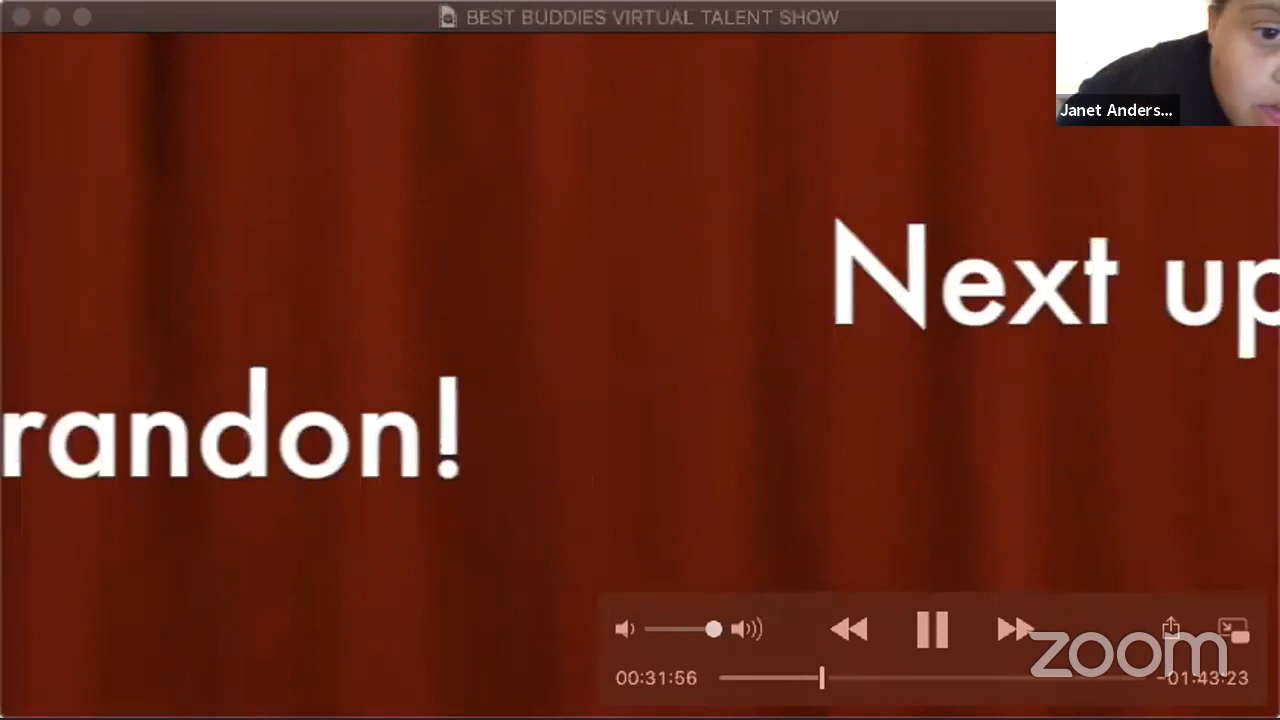 BEST BUDDIES VIRTUAL TALENT SHOW
Janet Anders...
Next up
randon!
zoom
00:31:56
-01:43:23